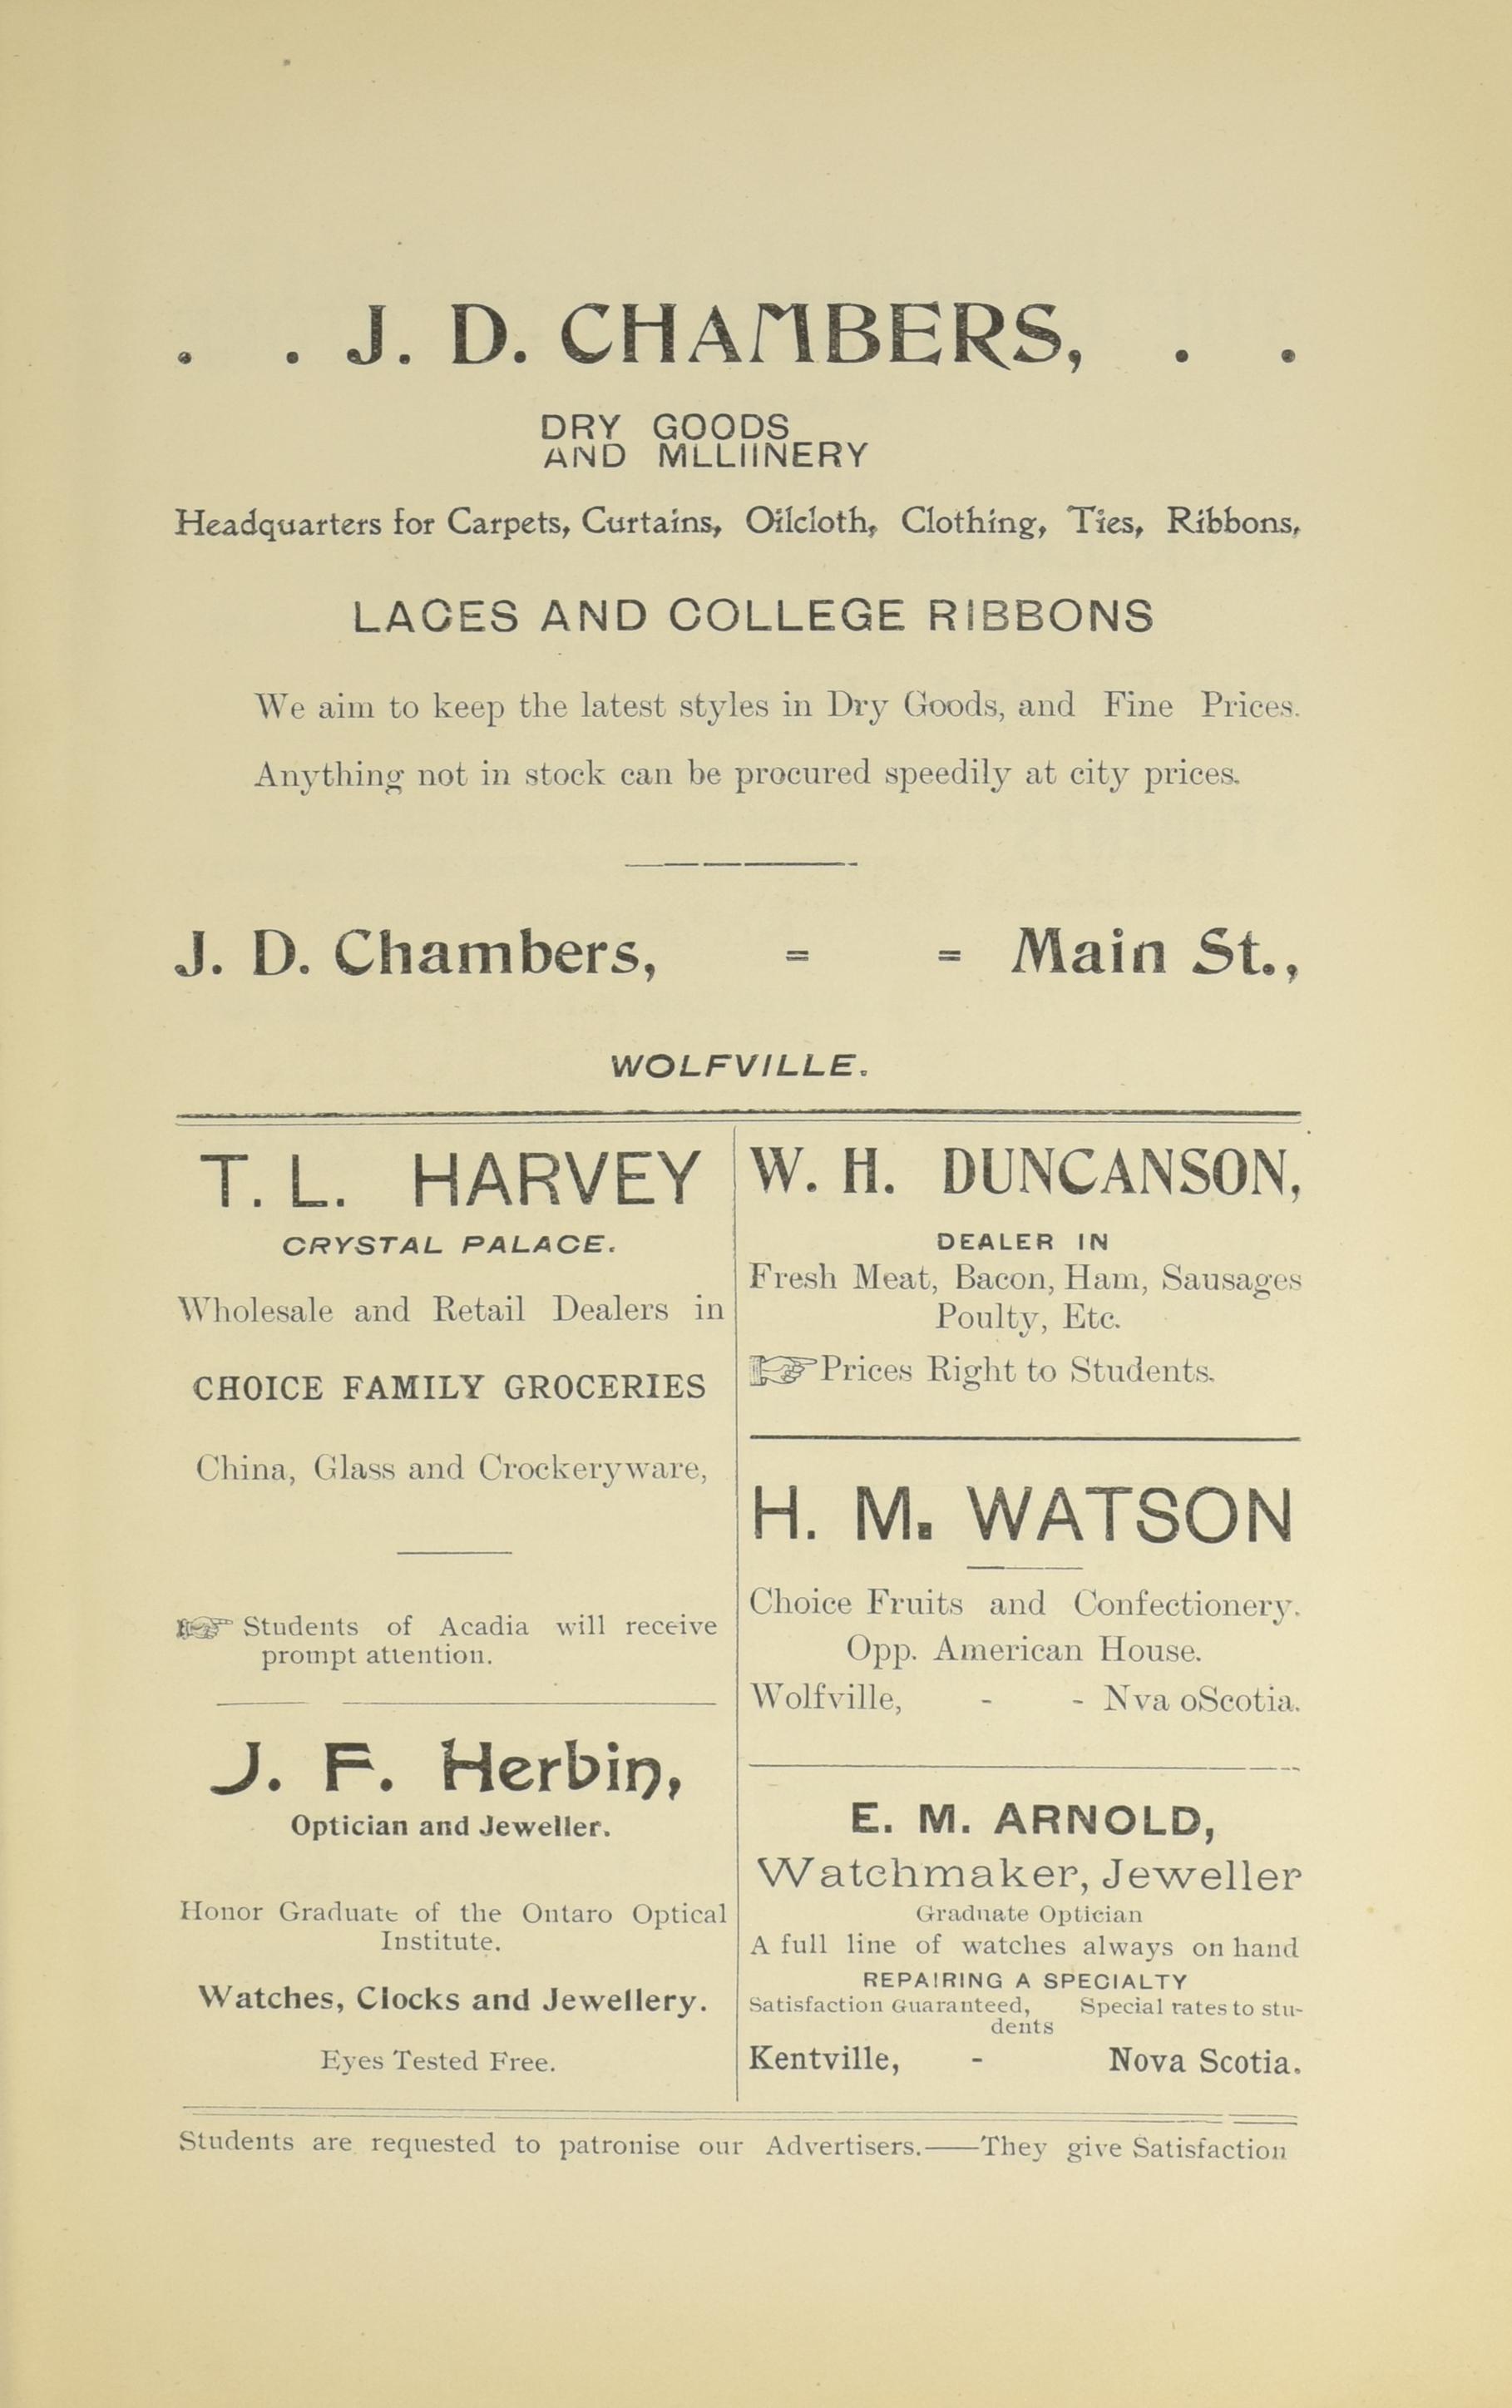 . . J. D. CHAMBERS, . .
DRY GOODS
AND MLLIINERY
Headquarters for Carpets, Curtains, Oilcloth, Clothing, Ties, Ribbons,
LACES AND COLLEGE RIBBONS
We aim to keep the latest styles in Dry Goods, and Fine Prices.
Anything not in stock can be procured speedily at city prices.
J. D. Chambers, = = Main St.,
WOLFVILLE.
T. L. HARVEY
CRYSTAL PALACE.
Wholesale and Retail Dealers in
CHOICE FAMILY GROCERIES
China, Glass and Crockeryware,
☞ Students of Acadia will receive
prompt attention.
J. F. Herbin,
Optician and Jeweller.
Honor Graduate of the Ontaro Optical
Institute.
Watches, Clocks and Jewellery.
Eyes Tested Free.
W. H. DUNCANSON,
DEALER IN
Fresh Meat, Bacon, Ham, Sausages
Poulty, Etc.
☞ Prices Right to Students.
H. M. WATSON
Choice Fruits and Confectionery.
Opp. American House.
Wolfville, - - Nva oScotia.
E. M. ARNOLD,
Watchmaker, Jeweller
Graduate Optician
A full line of watches always on hand
REPAIRING A SPECIALTY
Satisfaction Guaranteed, Special rates to stu-
dents
Kentville, - Nova Scotia.
Students are requested to patronise our Advertisers.——They give Satisfaction